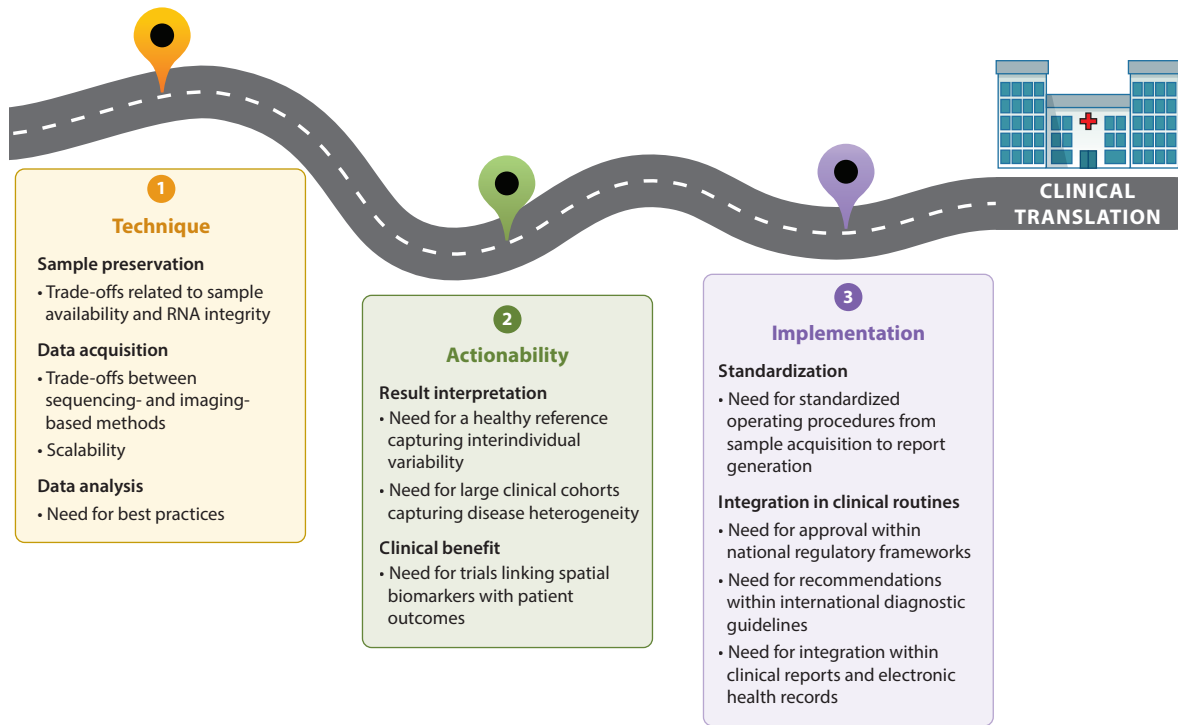 1
Technique
Sample preservation
• Trade-offs related to sample
availability and RNA integrity
Data acquisition
• Trade-offs between
sequencing- and imaging-
based methods
• Scalability
Data analysis
• Need for best practices
2
Actionability
Result interpretation
• Need for a healthy reference
capturing interindividual
variability
• Need for large clinical cohorts
capturing disease heterogeneity
Clinical benefit
• Need for trials linking spatial
biomarkers with patient
outcomes
3
Implementation
Standardization
• Need for standardized
operating procedures from
sample acquisition to report
generation
Integration in clinical routines
• Need for approval within
national regulatory frameworks
• Need for recommendations
within international diagnostic
guidelines
• Need for integration within
clinical reports and electronic
health records
CLINICAL
TRANSLATION